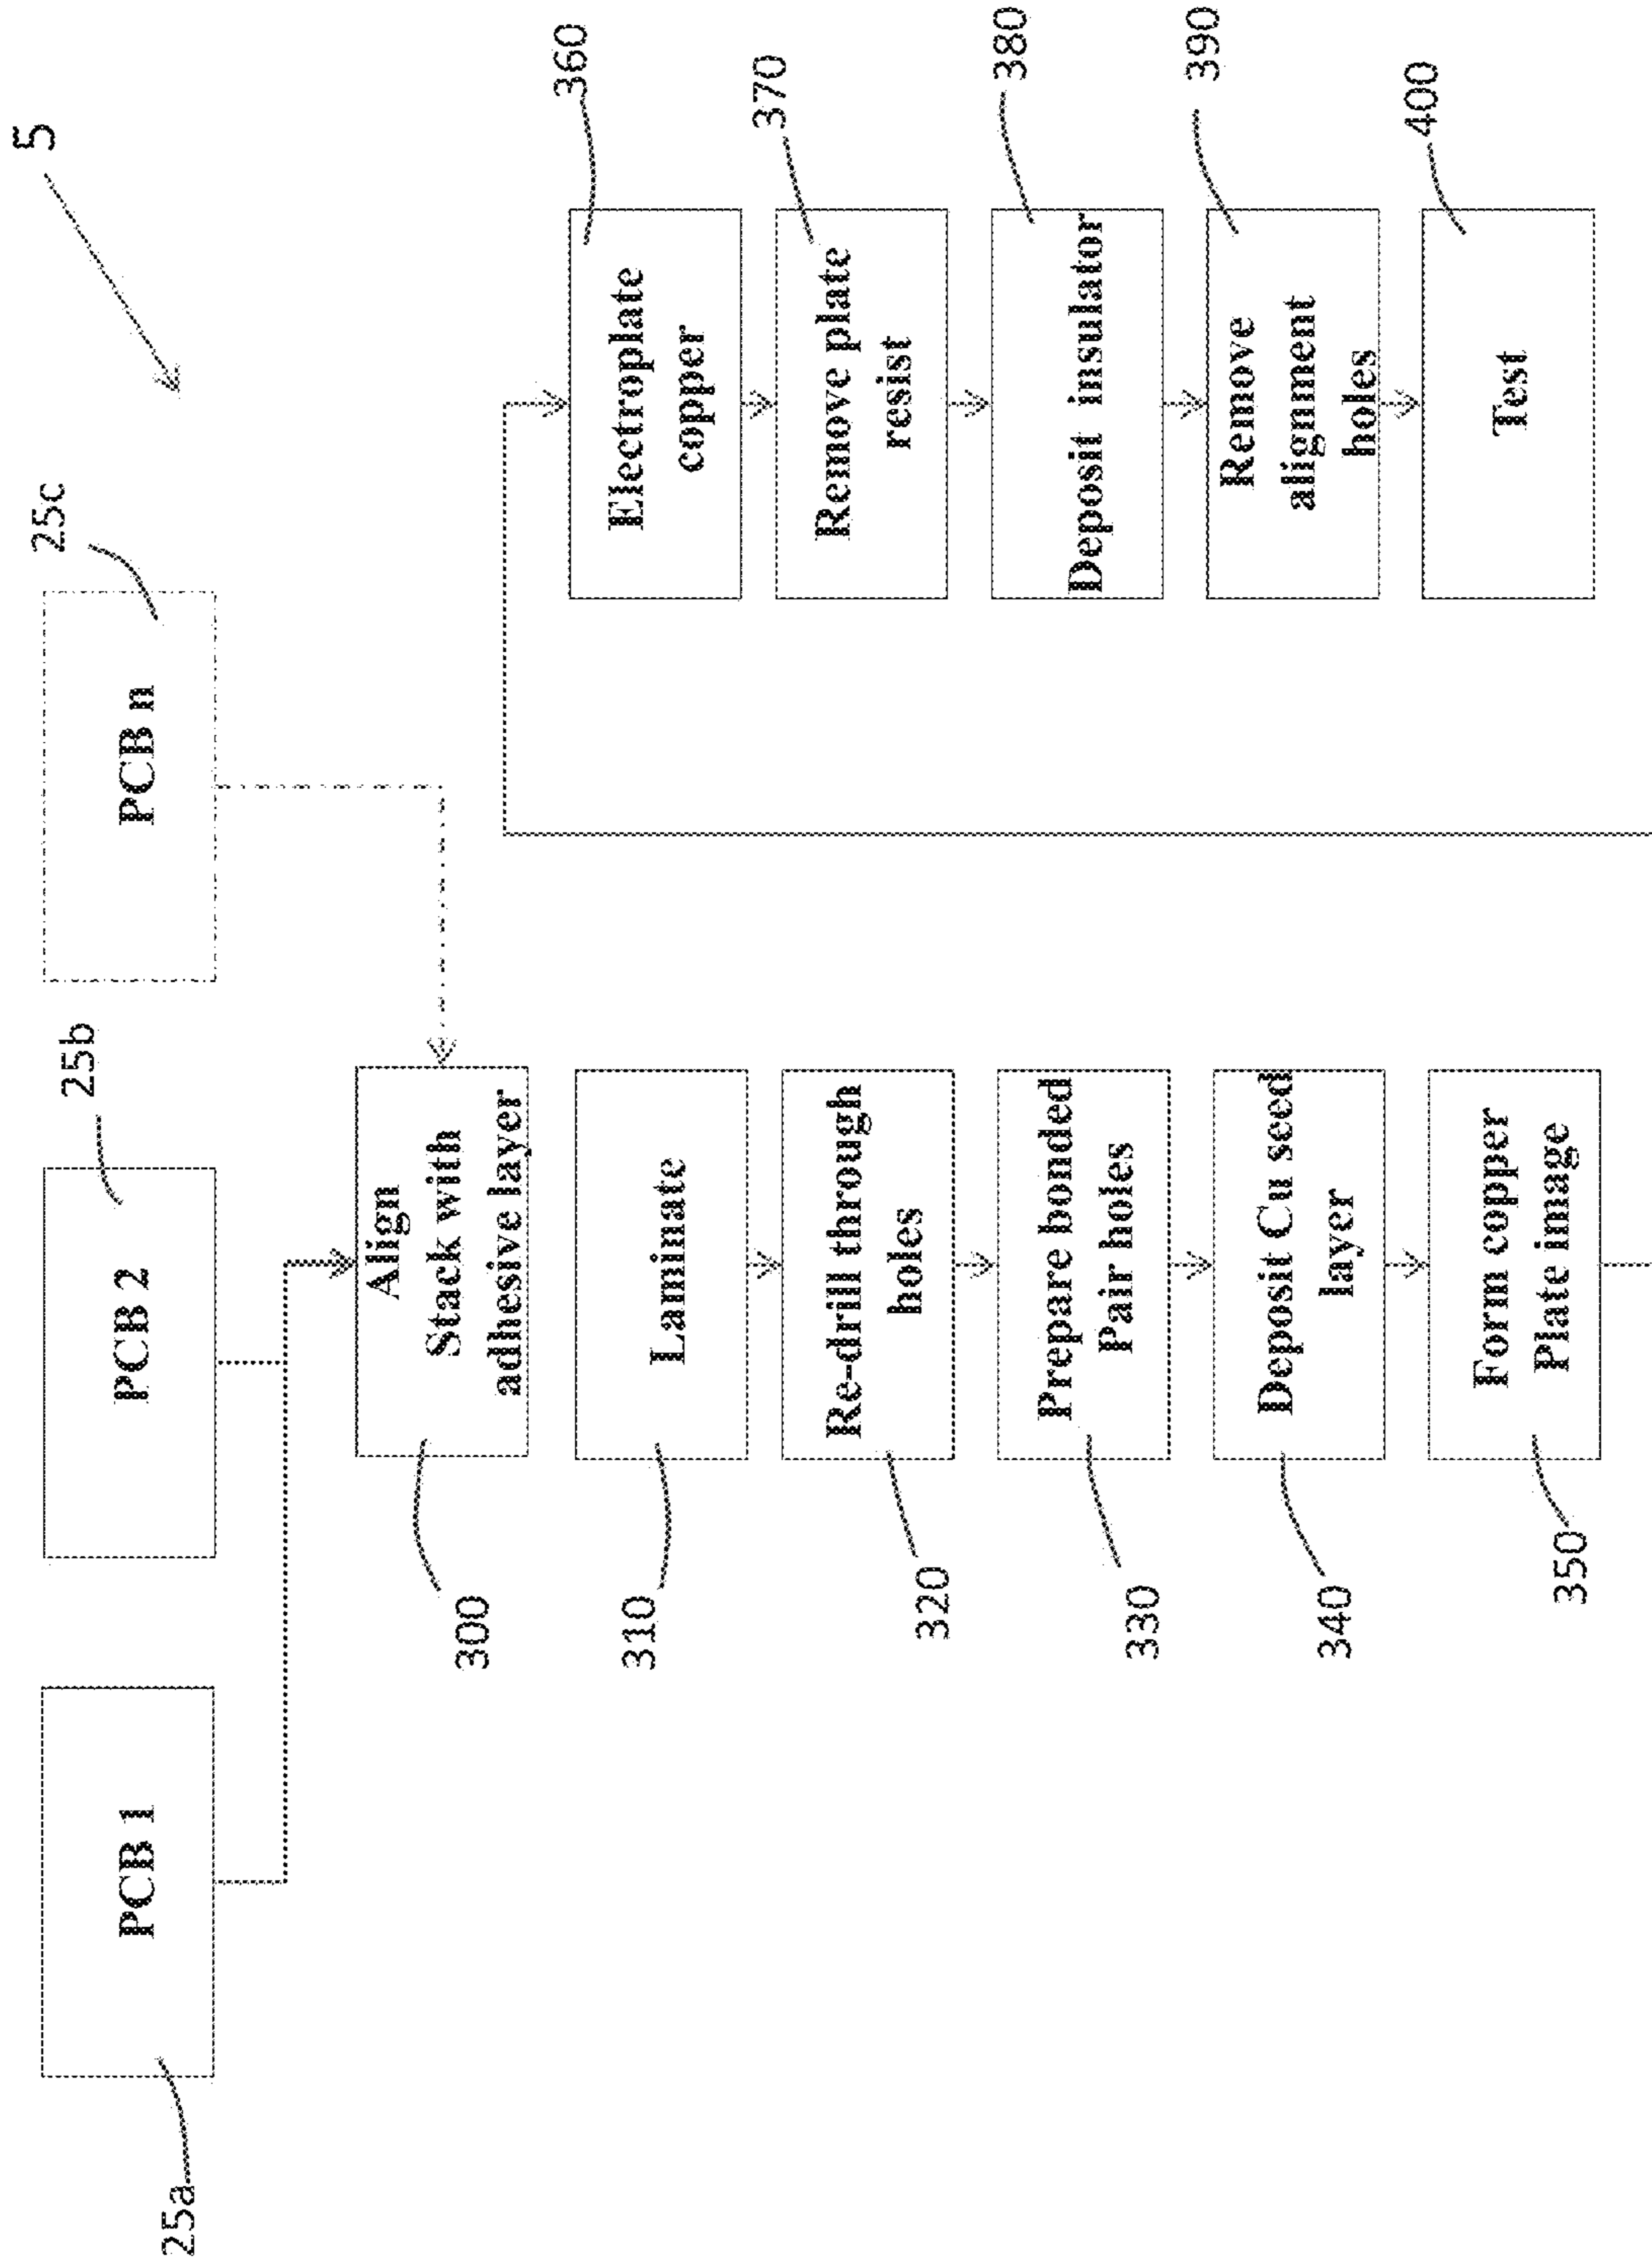 5
PCB 1
25a
PCB 2
25b
PCB n
25c
Align
Stack with
adhesive layer
300
Laminate
310
Re-drill through
holes
320
Prepare bonded
Pair holes
330
Deposit Cu seed
layer
340
Form copper
Plate image
350
Electroplate
copper
360
Remove plate
resist
370
Deposit insulator
380
Remove
alignment
holes
390
Test
400